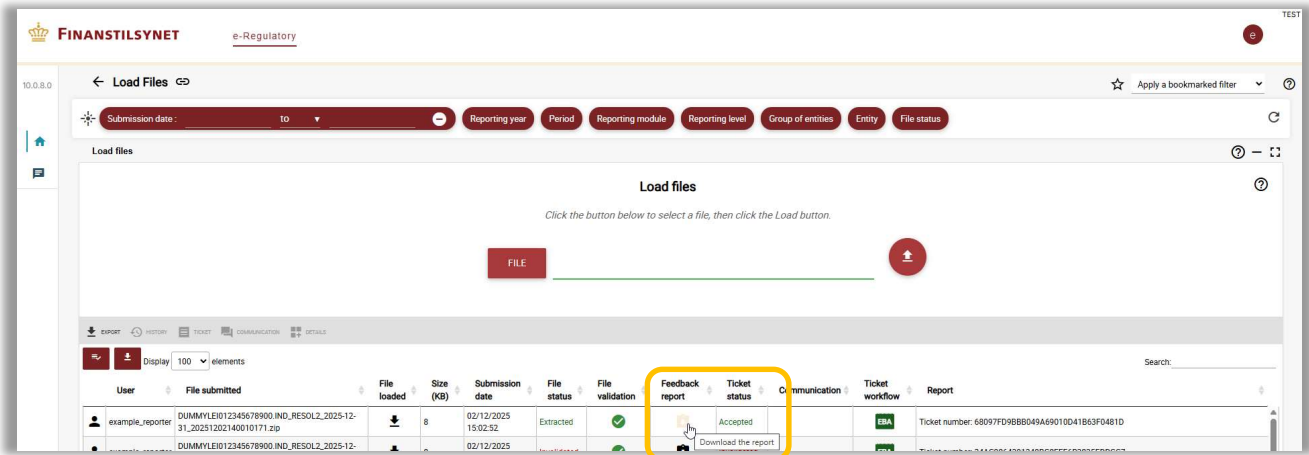 TEST
FINANSTILSYNET e-Regulatory e
10.0.8.0 Load Files Apply a bookmarked filter
Submission date : to Reporting year Period Reporting module Reporting level Group of entities Entity File status
Load files
Load files
Click the button below to select a file, then click the Load button.
FILE
EXPORT HISTORY TICKET COMMUNICATION DETAILS
Display 100 elements Search:
User File submitted File loaded Size (KB) Submission date File status File validation Feedback report Ticket status Communication Ticket workflow Report
example_reporter DUMMYLEI012345678900.IND_RESOL2_2025-12-31_20251202140010171.zip 8 02/12/2025 15:02:52 Extracted Accepted EBA Ticket number: 68097FD9BBB049A69010D41B63F0481D
Download the report
DUMMYLEI012345678900.IND_RESOL2_2025-12- 02/12/2025